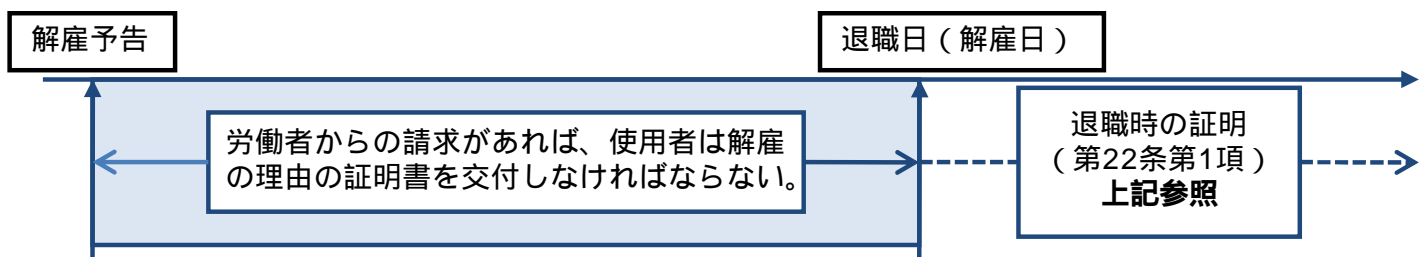 解雇予告
退職日（解雇日）
労働者からの請求があれば、使用者は解雇
の理由の証明書を交付しなければならない。
退職時の証明
（第22条第1項）
上記参照